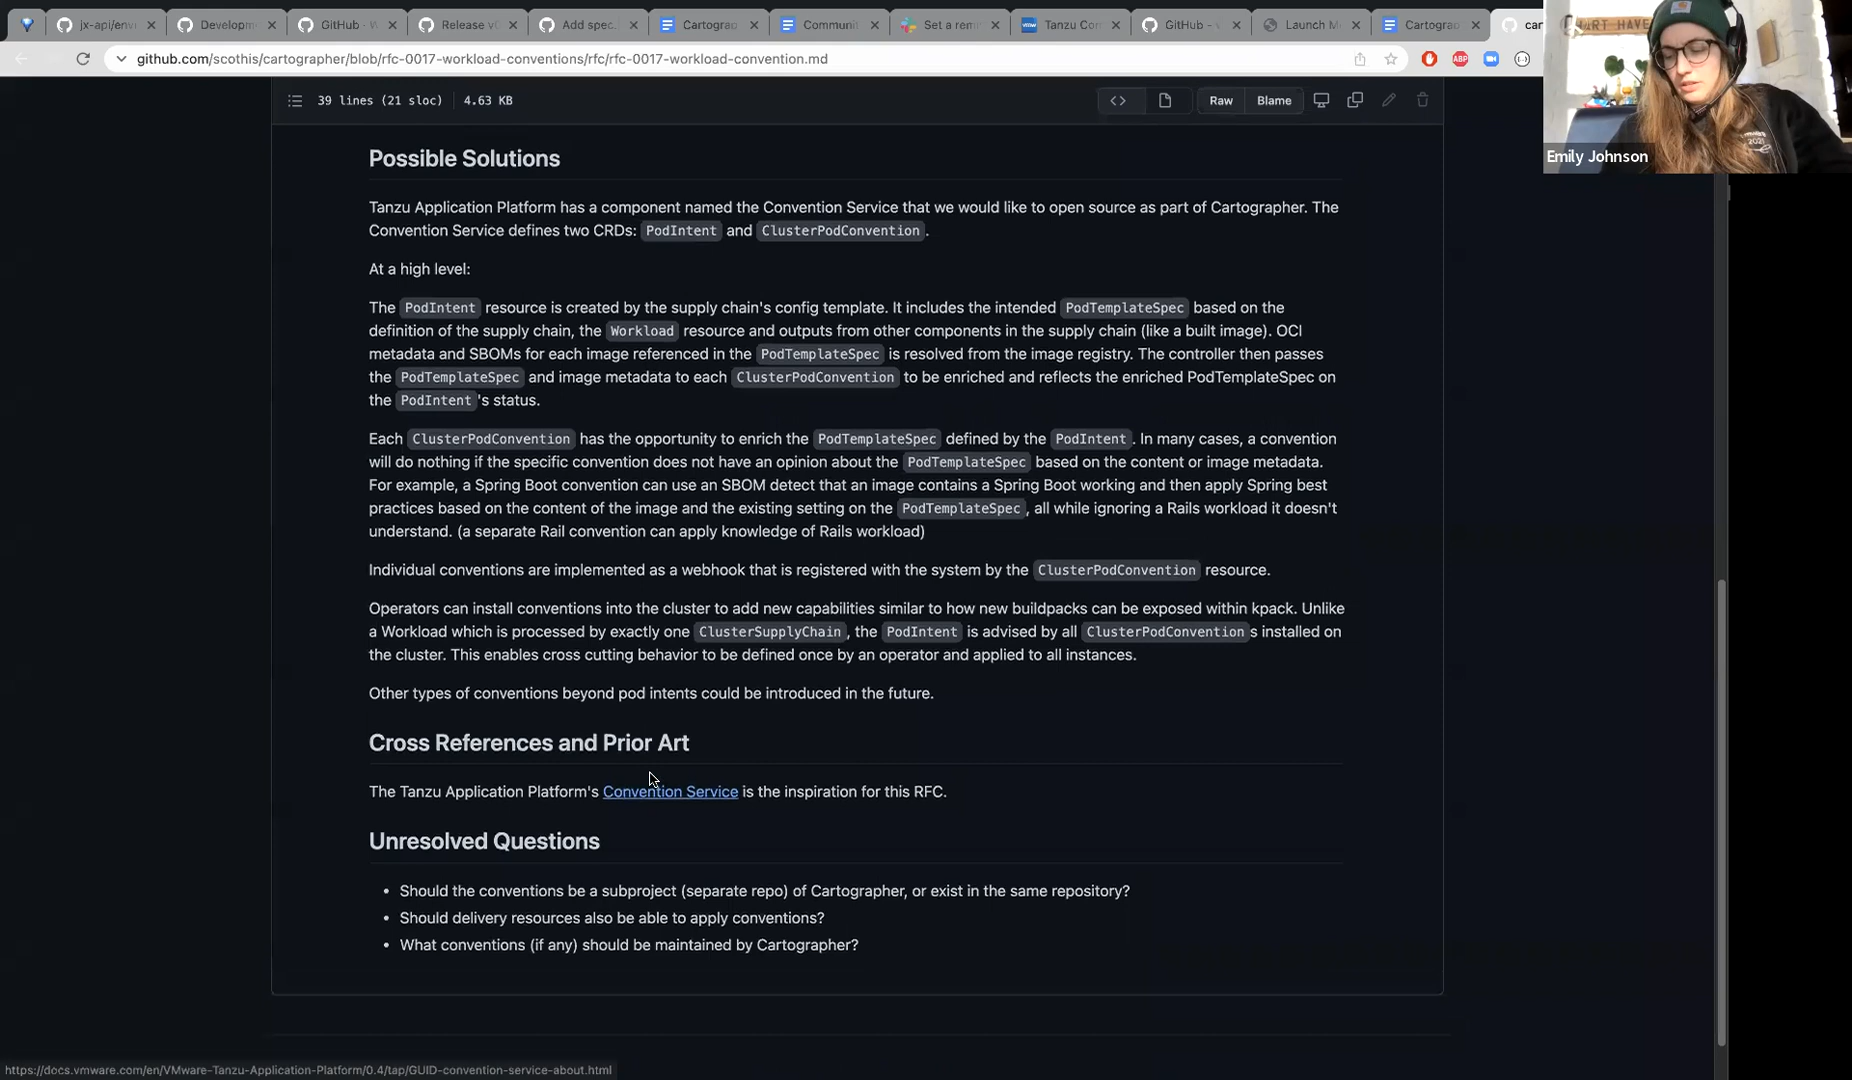 jx-api/env
Developm
GitHub - V
Release v0
Add spec.
Cartograp
Communi
Set a rem
Tanzu Con
GitHub -
Launch M
Cartograp
car
github.com/scothis/cartographer/blob/rfc-0017-workload-conventions/rfc/rfc-0017-workload-convention.md
ABP
39 lines (21 sloc) 4.63 KB
Raw Blame
Emily Johnson
Possible Solutions
Tanzu Application Platform has a component named the Convention Service that we would like to open source as part of Cartographer. The
Convention Service defines two CRDs: PodIntent and ClusterPodConvention.
At a high level:
The PodIntent resource is created by the supply chain's config template. It includes the intended PodTemplateSpec based on the
definition of the supply chain, the Workload resource and outputs from other components in the supply chain (like a built image). OCI
metadata and SBOMs for each image referenced in the PodTemplateSpec is resolved from the image registry. The controller then passes
the PodTemplateSpec and image metadata to each ClusterPodConvention to be enriched and reflects the enriched PodTemplateSpec on
the PodIntent's status.
Each ClusterPodConvention has the opportunity to enrich the PodTemplateSpec defined by the PodIntent. In many cases, a convention
will do nothing if the specific convention does not have an opinion about the PodTemplateSpec based on the content or image metadata.
For example, a Spring Boot convention can use an SBOM detect that an image contains a Spring Boot working and then apply Spring best
practices based on the content of the image and the existing setting on the PodTemplateSpec, all while ignoring a Rails workload it doesn't
understand. (a separate Rail convention can apply knowledge of Rails workload)
Individual conventions are implemented as a webhook that is registered with the system by the ClusterPodConvention resource.
Operators can install conventions into the cluster to add new capabilities similar to how new buildpacks can be exposed within kpack. Unlike
a Workload which is processed by exactly one ClusterSupplyChain, the PodIntent is advised by all ClusterPodConventions installed on
the cluster. This enables cross cutting behavior to be defined once by an operator and applied to all instances.
Other types of conventions beyond pod intents could be introduced in the future.
Cross References and Prior Art
The Tanzu Application Platform's Convention Service is the inspiration for this RFC.
Unresolved Questions
• Should the conventions be a subproject (separate repo) of Cartographer, or exist in the same repository?
• Should delivery resources also be able to apply conventions?
• What conventions (if any) should be maintained by Cartographer?
https://docs.vmware.com/en/VMware-Tanzu-Application-Platform/0.4/tap/GUID-convention-service-about.html